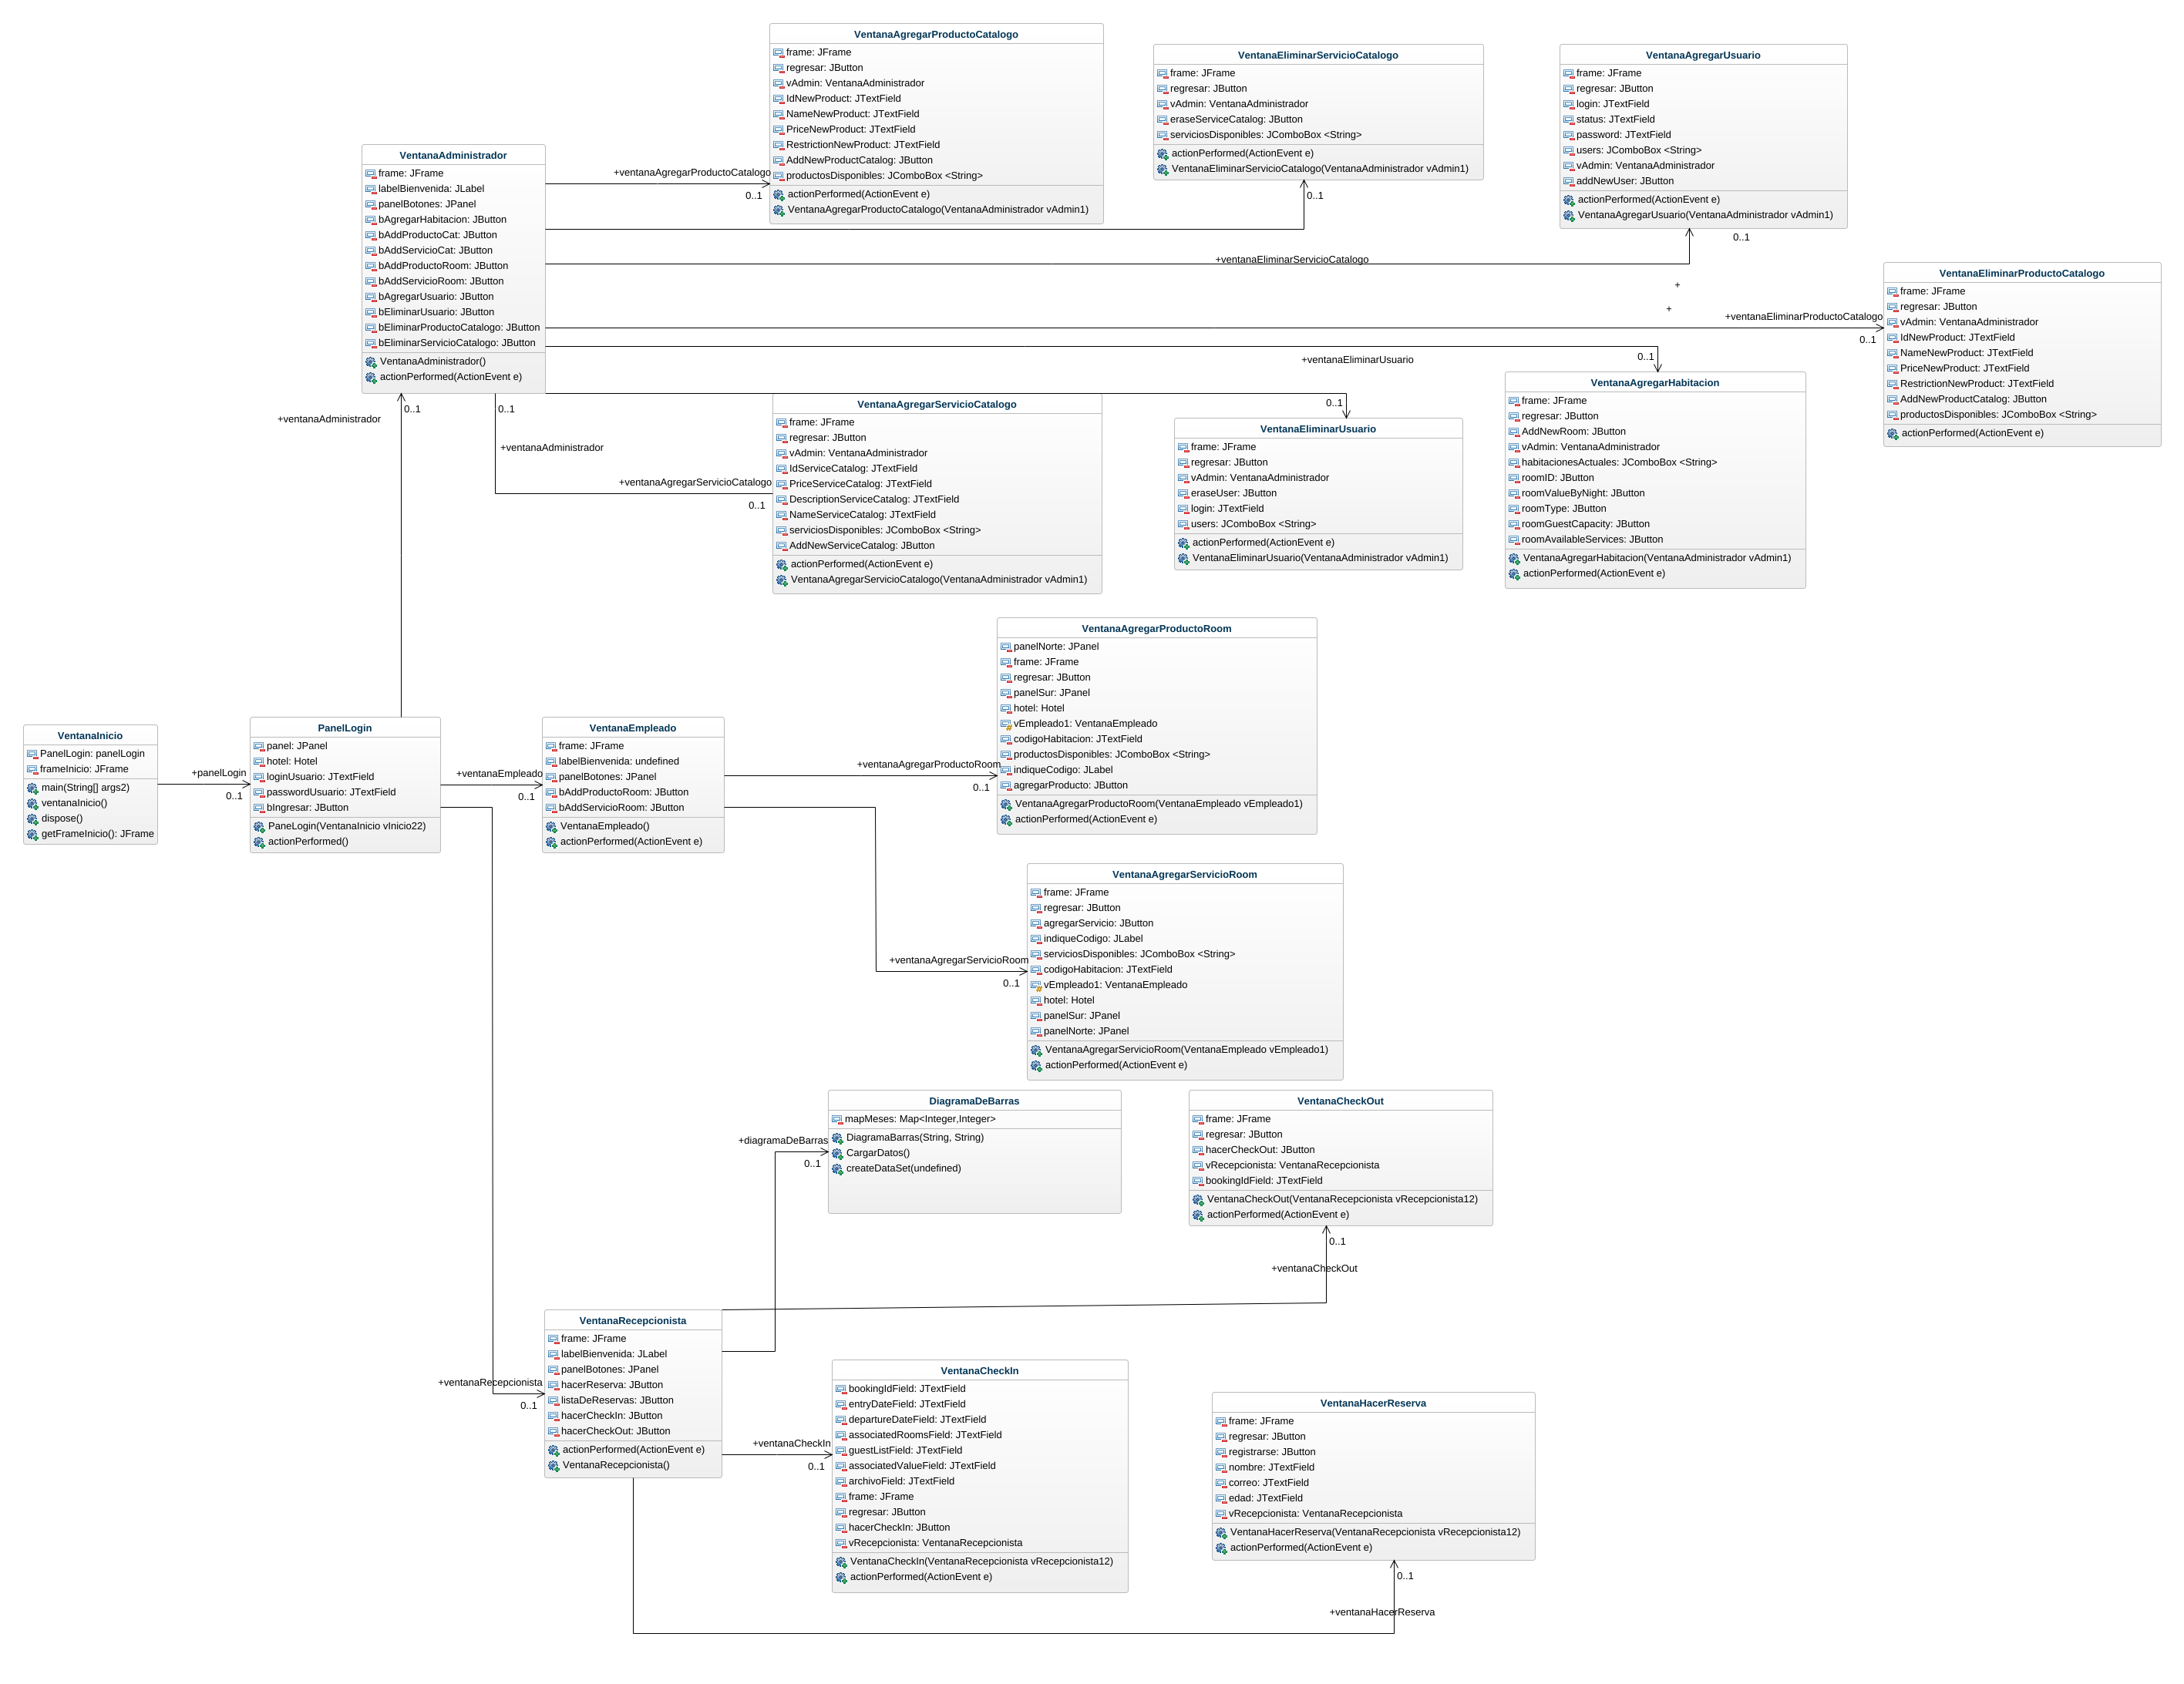 VentanaAgregarProductoCatalogo
frame: JFrame
regresar: JButton
vAdmin: VentanaAdministrador
IdNewProduct: JTextField
NameNewProduct: JTextField
PriceNewProduct: JTextField
RestrictionNewProduct: JTextField
AddNewProductCatalog: JButton
productosDisponibles: JComboBox <String>
actionPerformed(ActionEvent e)
VentanaAgregarProductoCatalogo(VentanaAdministrador vAdmin1)
VentanaEliminarServicioCatalogo
frame: JFrame
regresar: JButton
vAdmin: VentanaAdministrador
eraseServiceCatalog: JButton
serviciosDisponibles: JComboBox <String>
actionPerformed(ActionEvent e)
VentanaEliminarServicioCatalogo(VentanaAdministrador vAdmin1)
VentanaAgregarUsuario
frame: JFrame
regresar: JButton
login: JTextField
status: JTextField
password: JTextField
users: JComboBox <String>
vAdmin: VentanaAdministrador
addNewUser: JButton
actionPerformed(ActionEvent e)
VentanaAgregarUsuario(VentanaAdministrador vAdmin1)
VentanaAdministrador
frame: JFrame
labelBienvenida: JLabel
panelBotones: JPanel
bAgregarHabitacion: JButton
bAddProductoCat: JButton
bAddServicioCat: JButton
bAddProductoRoom: JButton
bAddServicioRoom: JButton
bAgregarUsuario: JButton
bEliminarUsuario: JButton
bEliminarProductoCatalogo: JButton
bEliminarServicioCatalogo: JButton
VentanaAdministrador()
actionPerformed(ActionEvent e)
+ventanaAgregarProductoCatalogo
0..1
0..1
0..1
+ventanaEliminarServicioCatalogo
+
+
+ventanaEliminarProductoCatalogo
0..1
+ventanaEliminarUsuario
0..1
VentanaEliminarProductoCatalogo
frame: JFrame
regresar: JButton
vAdmin: VentanaAdministrador
IdNewProduct: JTextField
NameNewProduct: JTextField
PriceNewProduct: JTextField
RestrictionNewProduct: JTextField
AddNewProductCatalog: JButton
productosDisponibles: JComboBox <String>
actionPerformed(ActionEvent e)
+ventanaAdministrador
0..1
0..1
+ventanaAdministrador
+ventanaAgregarServicioCatalogo
0..1
VentanaAgregarServicioCatalogo
frame: JFrame
regresar: JButton
vAdmin: VentanaAdministrador
IdServiceCatalog: JTextField
PriceServiceCatalog: JTextField
DescriptionServiceCatalog: JTextField
NameServiceCatalog: JTextField
serviciosDisponibles: JComboBox <String>
AddNewServiceCatalog: JButton
actionPerformed(ActionEvent e)
VentanaAgregarServicioCatalogo(VentanaAdministrador vAdmin1)
0..1
VentanaEliminarUsuario
frame: JFrame
regresar: JButton
vAdmin: VentanaAdministrador
eraseUser: JButton
login: JTextField
users: JComboBox <String>
actionPerformed(ActionEvent e)
VentanaEliminarUsuario(VentanaAdministrador vAdmin1)
VentanaAgregarHabitacion
frame: JFrame
regresar: JButton
AddNewRoom: JButton
vAdmin: VentanaAdministrador
habitacionesActuales: JComboBox <String>
roomID: JButton
roomValueByNight: JButton
roomType: JButton
roomGuestCapacity: JButton
roomAvailableServices: JButton
VentanaAgregarHabitacion(VentanaAdministrador vAdmin1)
actionPerformed(ActionEvent e)
VentanaInicio
PanelLogin: panelLogin
frameInicio: JFrame
main(String[] args2)
ventanaInicio()
dispose()
getFrameInicio(): JFrame
+panelLogin
0..1
PanelLogin
panel: JPanel
hotel: Hotel
loginUsuario: JTextField
passwordUsuario: JTextField
bIngresar: JButton
PaneLogin(VentanaInicio vInicio22)
actionPerformed()
+ventanaEmpleado
0..1
VentanaEmpleado
frame: JFrame
labelBienvenida: undefined
panelBotones: JPanel
bAddProductoRoom: JButton
bAddServicioRoom: JButton
VentanaEmpleado()
actionPerformed(ActionEvent e)
+ventanaAgregarProductoRoom
0..1
VentanaAgregarProductoRoom
panelNorte: JPanel
frame: JFrame
regresar: JButton
panelSur: JPanel
hotel: Hotel
vEmpleado1: VentanaEmpleado
codigoHabitacion: JTextField
productosDisponibles: JComboBox <String>
indiqueCodigo: JLabel
agregarProducto: JButton
VentanaAgregarProductoRoom(VentanaEmpleado vEmpleado1)
actionPerformed(ActionEvent e)
+ventanaAgregarServicioRoom
0..1
VentanaAgregarServicioRoom
frame: JFrame
regresar: JButton
agregarServicio: JButton
indiqueCodigo: JLabel
serviciosDisponibles: JComboBox <String>
codigoHabitacion: JTextField
vEmpleado1: VentanaEmpleado
hotel: Hotel
panelSur: JPanel
panelNorte: JPanel
VentanaAgregarServicioRoom(VentanaEmpleado vEmpleado1)
actionPerformed(ActionEvent e)
+diagramaDeBarras
0..1
DiagramaDeBarras
mapMeses: Map<Integer,Integer>
DiagramaBarras(String, String)
CargarDatos()
createDataSet(undefined)
VentanaCheckOut
frame: JFrame
regresar: JButton
hacerCheckOut: JButton
vRecepcionista: VentanaRecepcionista
bookingIdField: JTextField
VentanaCheckOut(VentanaRecepcionista vRecepcionista12)
actionPerformed(ActionEvent e)
0..1
+ventanaCheckOut
+ventanaRecepcionista
0..1
VentanaRecepcionista
frame: JFrame
labelBienvenida: JLabel
panelBotones: JPanel
hacerReserva: JButton
listaDeReservas: JButton
hacerCheckIn: JButton
hacerCheckOut: JButton
actionPerformed(ActionEvent e)
VentanaRecepcionista()
+ventanaCheckIn
0..1
VentanaCheckIn
bookingIdField: JTextField
entryDateField: JTextField
departureDateField: JTextField
associatedRoomsField: JTextField
guestListField: JTextField
associatedValueField: JTextField
archivoField: JTextField
frame: JFrame
regresar: JButton
hacerCheckIn: JButton
vRecepcionista: VentanaRecepcionista
VentanaCheckIn(VentanaRecepcionista vRecepcionista12)
actionPerformed(ActionEvent e)
VentanaHacerReserva
frame: JFrame
regresar: JButton
registrarse: JButton
nombre: JTextField
correo: JTextField
edad: JTextField
vRecepcionista: VentanaRecepcionista
VentanaHacerReserva(VentanaRecepcionista vRecepcionista12)
actionPerformed(ActionEvent e)
0..1
+ventanaHacerReserva